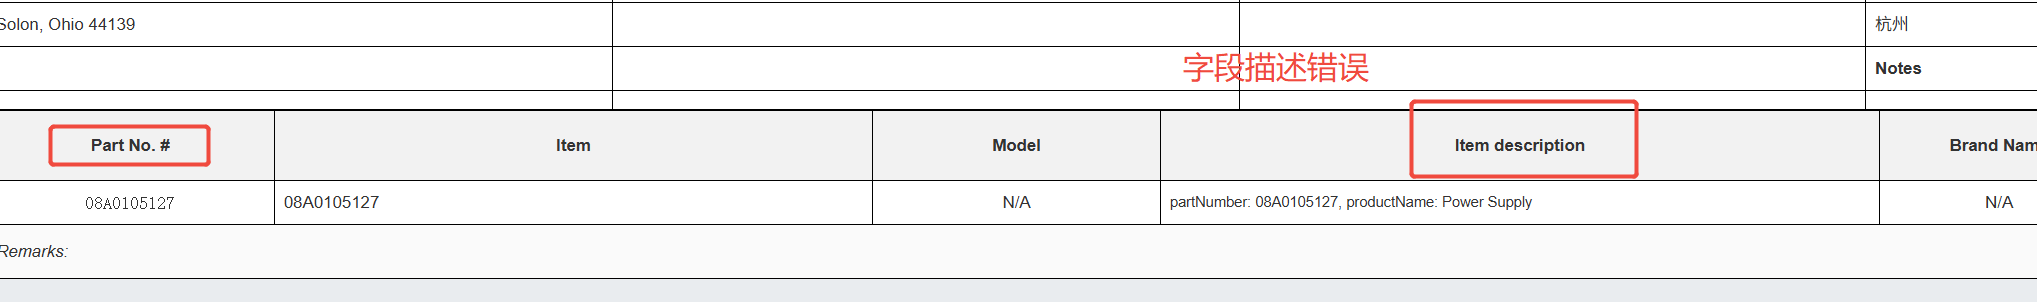 Solon, Ohio 44139 杭州
字段描述错误 Notes
Part No. # Item Model Item description Brand Nam
08A0105127 08A0105127 N/A partNumber: 08A0105127, productName: Power Supply N/A
Remarks: